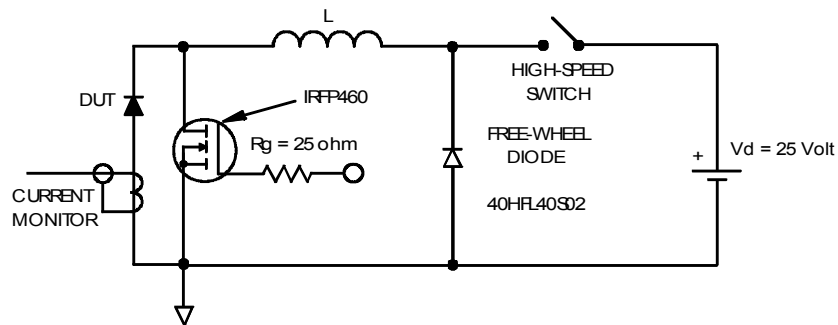 L
HIGH-SPEED
SWITCH
DUT
IRFP460
Rg = 25 ohm
FREE-WHEEL
DIODE
+
Vd = 25 Volt
40HFL40S02
CURRENT
MONITOR